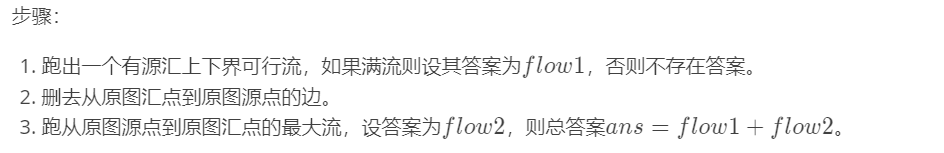 步骤：
1. 跑出一个有源汇上下界可行流，如果满流则设其答案为flow1，否则不存在答案。
2. 删去从原图汇点到原图源点的边。
3. 跑从原图源点到原图汇点的最大流，设答案为flow2，则总答案ans = flow1 + flow2。